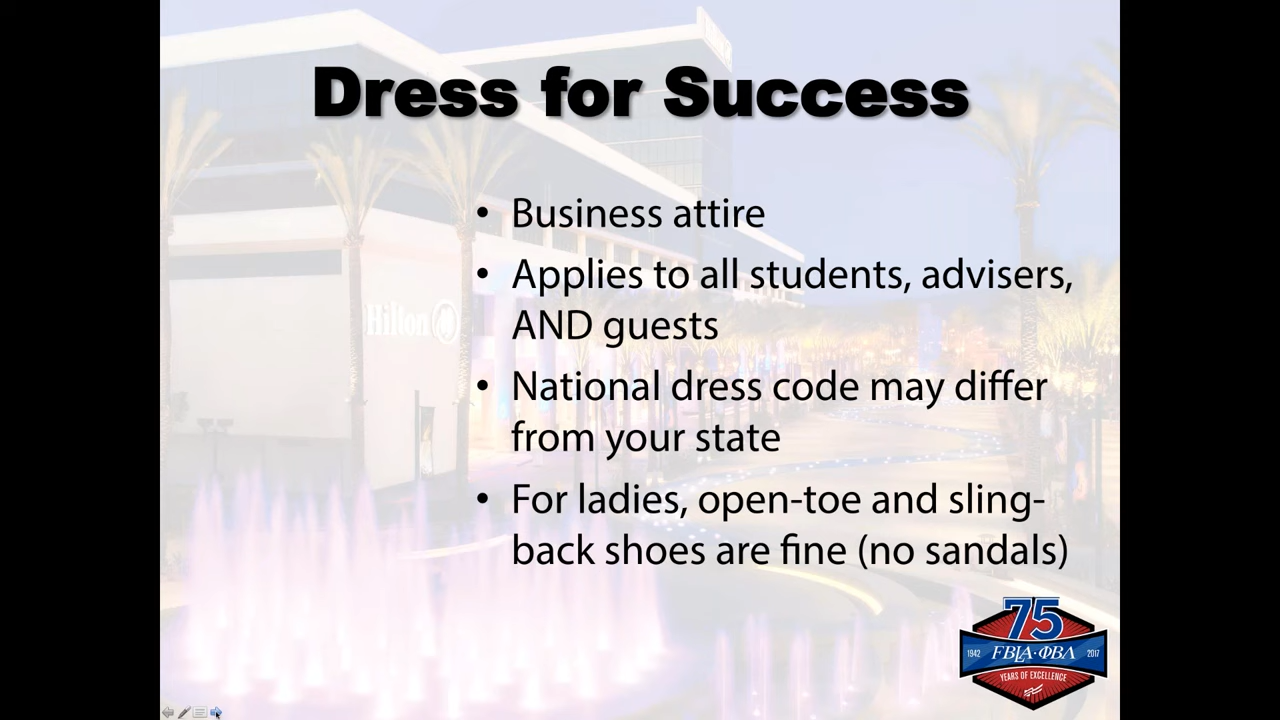 Dress for Success
• Business attire
• Applies to all students, advisers,
AND guests
• National dress code may differ
from your state
• For ladies, open-toe and sling-
back shoes are fine (no sandals)
Hilton
75
1942 FBLA·ΦΒΛ 2017
YEARS OF EXCELLENCE